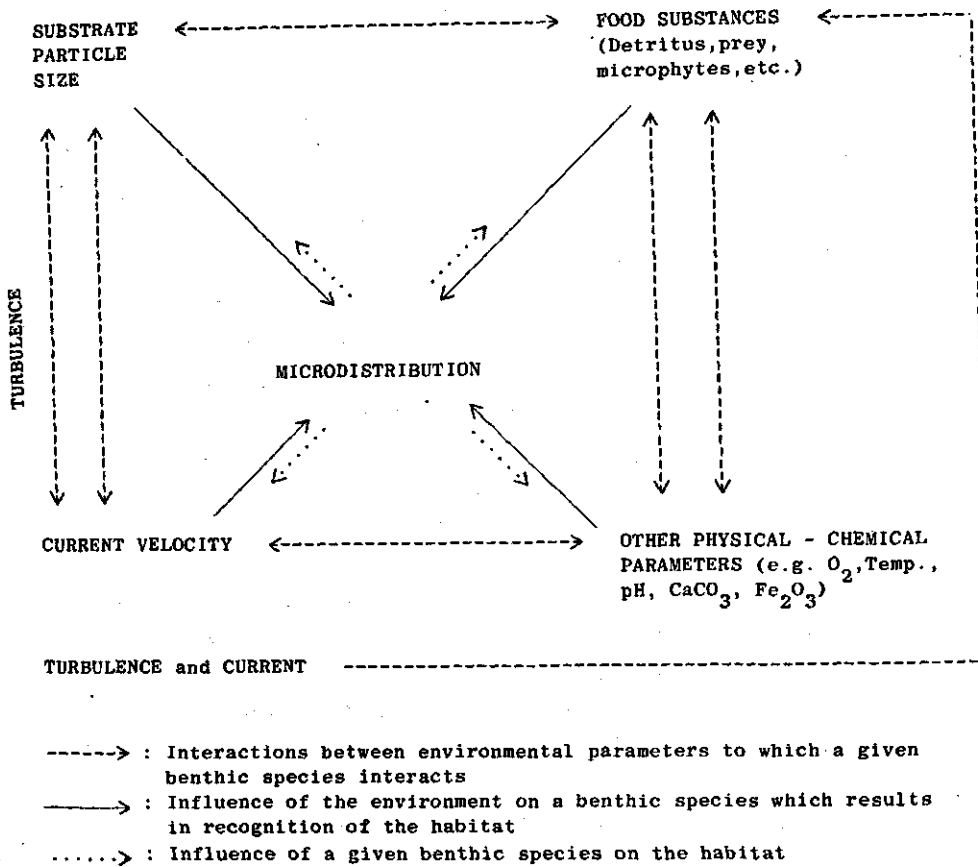 SUBSTRATE
PARTICLE
SIZE
FOOD SUBSTANCES
(Detritus,prey,
microphytes,etc.)
TURBULENCE
MICRODISTRIBUTION
CURRENT VELOCITY
OTHER PHYSICAL - CHEMICAL
PARAMETERS (e.g. O2,Temp.,
pH, CaCO3, Fe2O3)
TURBULENCE and CURRENT
-----> : Interactions between environmental parameters to which a given
benthic species interacts
———> : Influence of the environment on a benthic species which results
in recognition of the habitat
......> : Influence of a given benthic species on the habitat